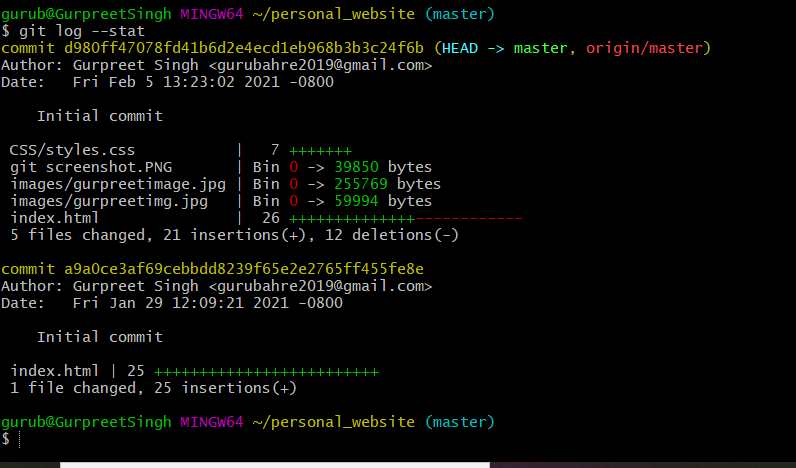 gurub@GurpreetSingh MINGW64 ~/personal_website (master)
$ git log --stat
commit d980ff47078fd41b6d2e4ecd1eb968b3b3c24f6b (HEAD -> master, origin/master)
Author: Gurpreet Singh <gurubahre2019@gmail.com>
Date:   Fri Feb 5 13:23:02 2021 -0800

    Initial commit

 CSS/styles.css           |   7 +++++++
 git screenshot.PNG       | Bin 0 -> 39850 bytes
 images/gurpreetimage.jpg | Bin 0 -> 255769 bytes
 images/gurpreetimg.jpg   | Bin 0 -> 59994 bytes
 index.html               |  26 ++++++++++++++------------
 5 files changed, 21 insertions(+), 12 deletions(-)

commit a9a0ce3af69cebbdd8239f65e2e2765ff455fe8e
Author: Gurpreet Singh <gurubahre2019@gmail.com>
Date:   Fri Jan 29 12:09:21 2021 -0800

    Initial commit

 index.html | 25 +++++++++++++++++++++++++
 1 file changed, 25 insertions(+)

gurub@GurpreetSingh MINGW64 ~/personal_website (master)
$